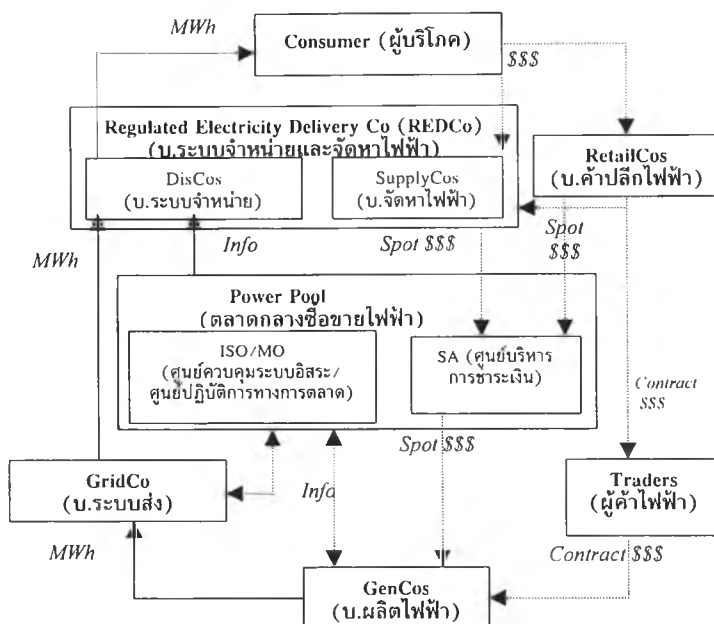 MWh
Consumer (ผู้บริโภค)
$$$
Regulated Electricity Delivery Co (REDCo)
(บ.ระบบจำหน่ายและจัดหาไฟฟ้า)
DisCos
(บ.ระบบจำหน่าย)
SupplyCos
(บ.จัดหาไฟฟ้า)
RetailCos
(บ.ค้าปลีกไฟฟ้า)
MWh
Info
Spot $$$
Spot
$$$
Power Pool
(ตลาดกลางซื้อขายไฟฟ้า)
ISO/MO
(ศูนย์ควบคุมระบบอิสระ/
ศูนย์ปฏิบัติการทางการตลาด)
SA (ศูนย์บริหาร
การชำระเงิน)
Contract
$$$
Spot $$$
GridCo
(บ.ระบบส่ง)
Info
Traders
(ผู้ค้าไฟฟ้า)
MWh
Contract $$$
GenCos
(บ.ผลิตไฟฟ้า)